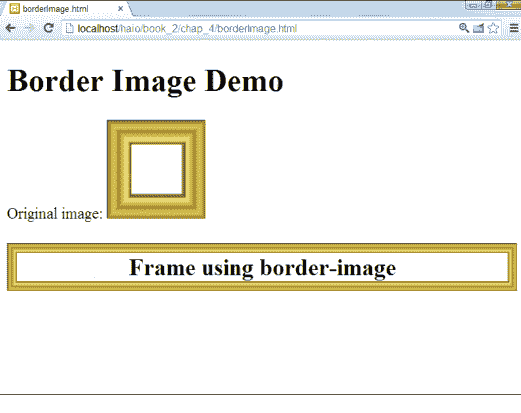 borderImage.html
localhost/haio/book_2/chap_4/borderImage.html
Border Image Demo
Original image:
Frame using border-image